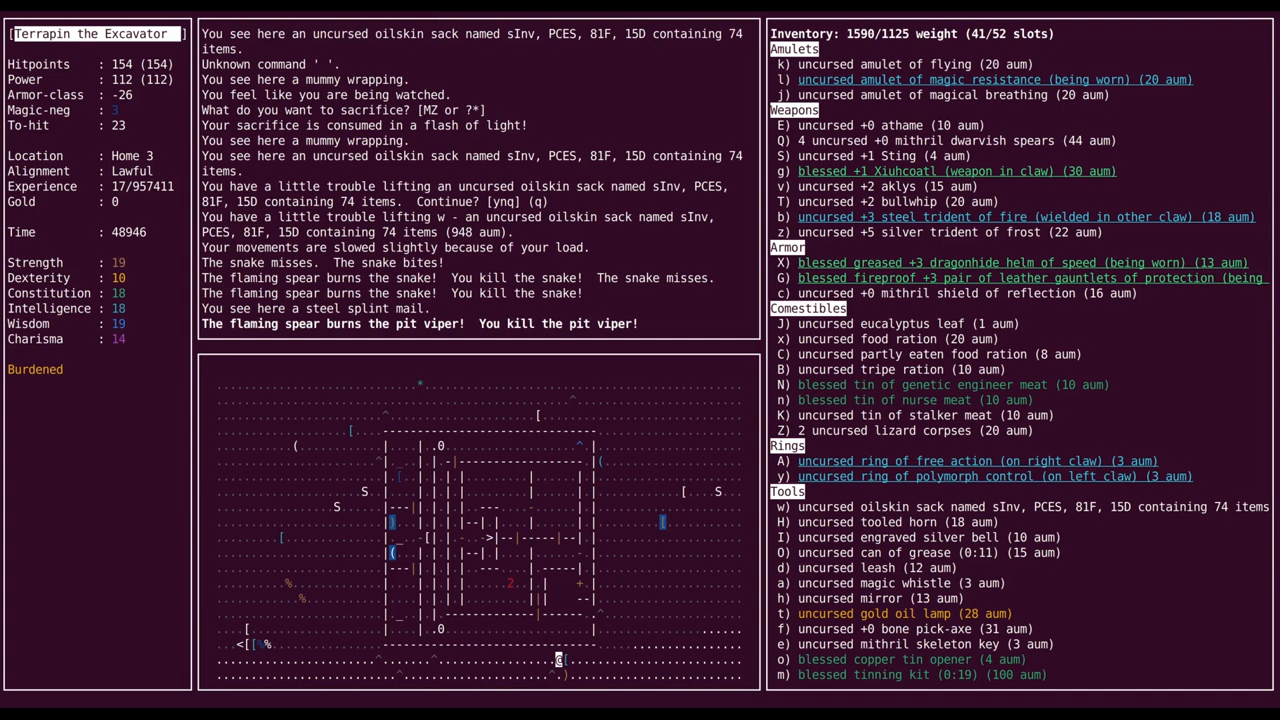 [Terrapin the Excavator ]
Hitpoints : 154 (154)
Power : 112 (112)
Armor-class : -26
Magic-neg : 3
To-hit : 23
Location : Home 3
Alignment : Lawful
Experience : 17/957411
Gold : 0
Time : 48946
Strength : 19
Dexterity : 10
Constitution : 18
Intelligence : 18
Wisdom : 19
Charisma : 14
Burdened
You see here an uncursed oilskin sack named sInv, PCES, 81F, 15D containing 74
items.
Unknown command ' '.
You see here a mummy wrapping.
You feel like you are being watched.
What do you want to sacrifice? [MZ or ?*]
Your sacrifice is consumed in a flash of light!
You see here a mummy wrapping.
You see here an uncursed oilskin sack named sInv, PCES, 81F, 15D containing 74
items.
You have a little trouble lifting an uncursed oilskin sack named sInv, PCES,
81F, 15D containing 74 items.  Continue? [ynq] (q)
You have a little trouble lifting w - an uncursed oilskin sack named sInv,
PCES, 81F, 15D containing 74 items (948 aum).
Your movements are slowed slightly because of your load.
The snake misses.  The snake bites!
The flaming spear burns the snake!  You kill the snake!  The snake misses.
The flaming spear burns the snake!  You kill the snake!
You see here a steel splint mail.
The flaming spear burns the pit viper!  You kill the pit viper!
Inventory: 1590/1125 weight (41/52 slots)
Amulets
k) uncursed amulet of flying (20 aum)
l) uncursed amulet of magic resistance (being worn) (20 aum)
j) uncursed amulet of magical breathing (20 aum)
Weapons
E) uncursed +0 athame (10 aum)
Q) 4 uncursed +0 mithril dwarvish spears (44 aum)
S) uncursed +1 Sting (4 aum)
g) blessed +1 Xiuhcoatl (weapon in claw) (30 aum)
v) uncursed +2 aklys (15 aum)
T) uncursed +2 bullwhip (20 aum)
b) uncursed +3 steel trident of fire (wielded in other claw) (18 aum)
z) uncursed +5 silver trident of frost (22 aum)
Armor
X) blessed greased +3 dragonhide helm of speed (being worn) (13 aum)
G) blessed fireproof +3 pair of leather gauntlets of protection (being
c) uncursed +0 mithril shield of reflection (16 aum)
Comestibles
J) uncursed eucalyptus leaf (1 aum)
x) uncursed food ration (20 aum)
C) uncursed partly eaten food ration (8 aum)
B) uncursed tripe ration (10 aum)
N) blessed tin of genetic engineer meat (10 aum)
n) blessed tin of nurse meat (10 aum)
K) uncursed tin of stalker meat (10 aum)
Z) 2 uncursed lizard corpses (20 aum)
Rings
A) uncursed ring of free action (on right claw) (3 aum)
y) uncursed ring of polymorph control (on left claw) (3 aum)
Tools
w) uncursed oilskin sack named sInv, PCES, 81F, 15D containing 74 items
H) uncursed tooled horn (18 aum)
I) uncursed engraved silver bell (10 aum)
O) uncursed can of grease (0:11) (15 aum)
d) uncursed leash (12 aum)
a) uncursed magic whistle (3 aum)
h) uncursed mirror (13 aum)
t) uncursed gold oil lamp (28 aum)
f) uncursed +0 bone pick-axe (31 aum)
e) uncursed mithril skeleton key (3 aum)
o) blessed copper tin opener (4 aum)
m) blessed tinning kit (0:19) (100 aum)